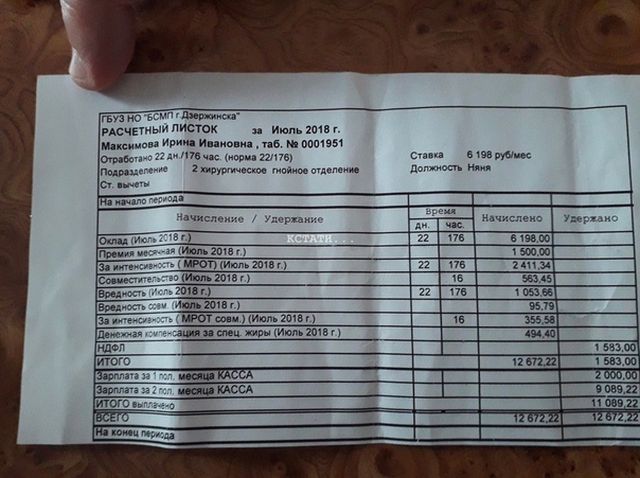 ГБУЗ НО "БСМП г.Дзержинска"
РАСЧЕТНЫЙ ЛИСТОК за Июль 2018 г.
Максимова Ирина Ивановна , таб. № 0001951
Отработано 22 дн./176 час. (норма 22/176) Ставка 6 198 руб/мес
Подразделение 2 хирургическое гнойное отделение Должность Няня
Ст. вычеты
На начало периода
Начисление / Удержание Время Начислено Удержано
дн. час.
Оклад (Июль 2018 г.) 22 176 6 198,00
КСТАТИ...
Премия месячная (Июль 2018 г.) 1 500,00
За интенсивность ( МРОТ) (Июль 2018 г.) 22 176 2 411,34
Совместительство (Июль 2018 г.) 16 563,45
Вредность (Июль 2018 г.) 22 176 1 053,66
Вредность совм. (Июль 2018 г.) 95,79
За интенсивность ( МРОТ совм.) (Июль 2018 г.) 16 355,58
Денежная компенсация за спец. жиры (Июль 2018 г.) 494,40
НДФЛ 1 583,00
ИТОГО 12 672,22 1 583,00
Зарплата за 1 пол. месяца КАССА 2 000,00
Зарплата за 2 пол. месяца КАССА 9 089,22
ИТОГО выплачено 11 089,22
ВСЕГО 12 672,22 12 672,22
На конец периода